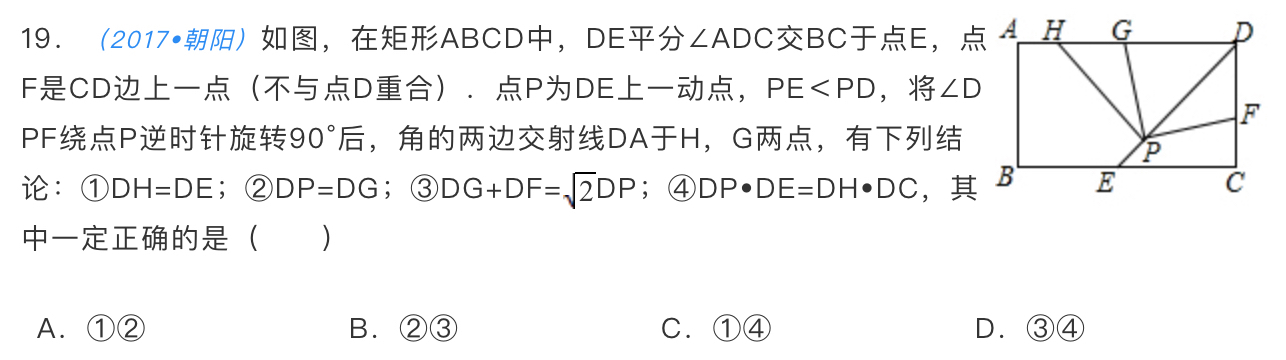 19. （2017•朝阳）如图，在矩形ABCD中，DE平分∠ADC交BC于点E，点
F是CD边上一点（不与点D重合）．点P为DE上一动点，PE＜PD，将∠D
PF绕点P逆时针旋转90°后，角的两边交射线DA于H，G两点，有下列结
论：①DH=DE；②DP=DG；③DG+DF=√2DP；④DP•DE=DH•DC，其
中一定正确的是（　　）
A．①② B．②③ C．①④ D．③④
A H G D
F
P
B E C